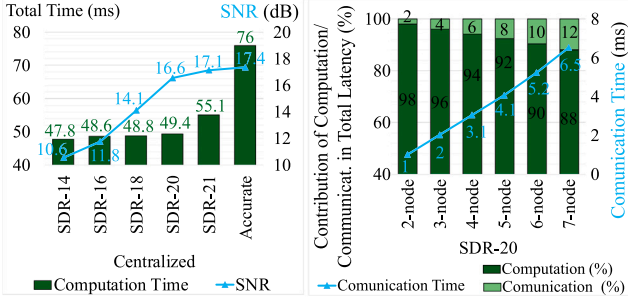 Total Time (ms)
SNR (dB)
80
70
60
50
40
20
18
16
14
12
10
47.8
48.6
48.8
49.4
55.1
76
10.6
11.8
14.1
16.6
17.1
17.4
SDR-14
SDR-16
SDR-18
SDR-20
SDR-21
Accurate
Centralized
Computation Time
SNR
Contribution of Computation/
Communicat. in Total Latency (%)
100
80
60
40
8
6
4
2
0
Comunication Time (ms)
2
4
6
8
10
12
98
96
94
92
90
88
1
2
3.1
4.1
5.2
6.5
2-node
3-node
4-node
5-node
6-node
7-node
SDR-20
Computation (%)
Comunication Time
Comunication (%)